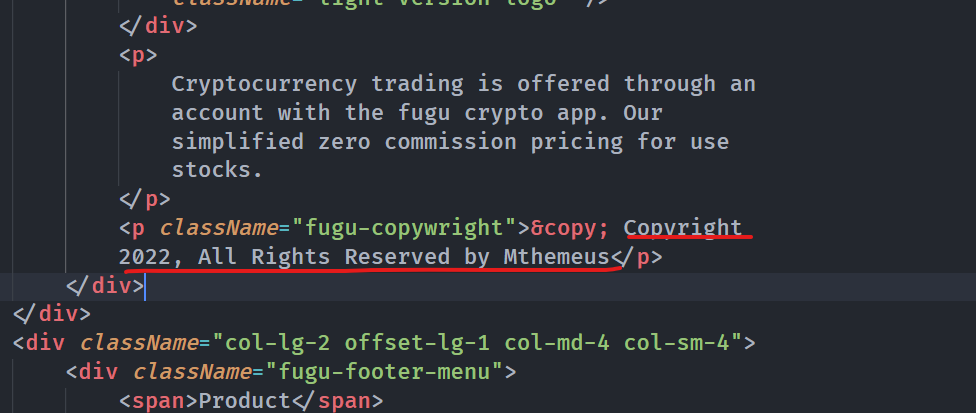 className="light-version-logo" />
</div>
<p>
Cryptocurrency trading is offered through an
account with the fugu crypto app. Our
simplified zero commission pricing for use
stocks.
</p>
<p className="fugu-copywright">&copy; Copyright
2022, All Rights Reserved by Mthemeus</p>
</div>
</div>
<div className="col-lg-2 offset-lg-1 col-md-4 col-sm-4">
<div className="fugu-footer-menu">
<span>Product</span>